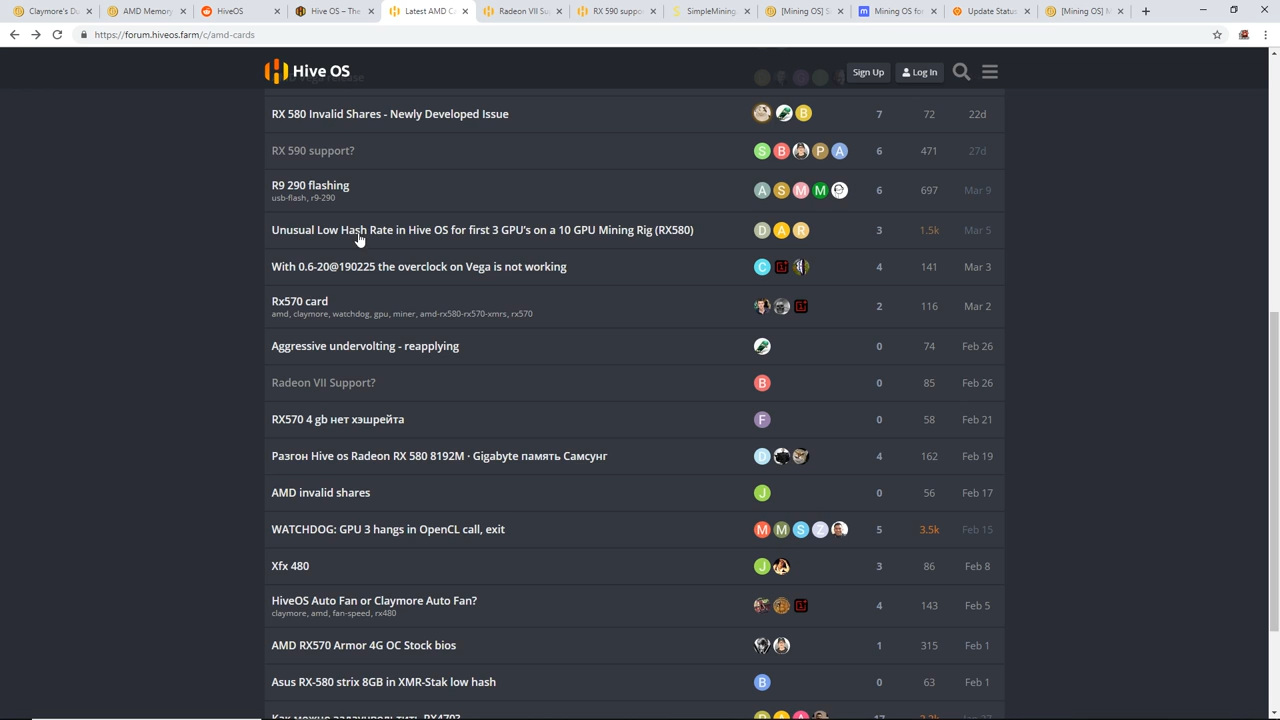 Claymore's Du
AMD Memory
HiveOS
Hive OS – The
Latest AMD C
Radeon VII Su
RX 590 suppo
SimpleMining
[Mining OS] S
Mining OS fo
Update Status
[Mining OS] M
https://forum.hiveos.farm/c/amd-cards
Hive OS
Sign Up
Log In
RX 580 Invalid Shares - Newly Developed Issue
B
7 72 22d
RX 590 support?
S B P A
6 471 27d
R9 290 flashing
A S M M
6 697 Mar 9
usb-flash, r9-290
Unusual Low Hash Rate in Hive OS for first 3 GPU's on a 10 GPU Mining Rig (RX580)
D A R
3 1.5k Mar 5
With 0.6-20@190225 the overclock on Vega is not working
C
4 141 Mar 3
Rx570 card
2 116 Mar 2
amd, claymore, watchdog, gpu, miner, amd-rx580-rx570-xmrs, rx570
Aggressive undervolting - reapplying
0 74 Feb 26
Radeon VII Support?
B
0 85 Feb 26
RX570 4 gb нет хэшрейта
F
0 58 Feb 21
Разгон Hive os Radeon RX 580 8192M · Gigabyte память Самсунг
D
4 162 Feb 19
AMD invalid shares
J
0 56 Feb 17
WATCHDOG: GPU 3 hangs in OpenCL call, exit
M M S Z
5 3.5k Feb 15
Xfx 480
J
3 86 Feb 8
HiveOS Auto Fan or Claymore Auto Fan?
4 143 Feb 5
claymore, amd, fan-speed, rx480
AMD RX570 Armor 4G OC Stock bios
1 315 Feb 1
Asus RX-580 strix 8GB in XMR-Stak low hash
B
0 63 Feb 1